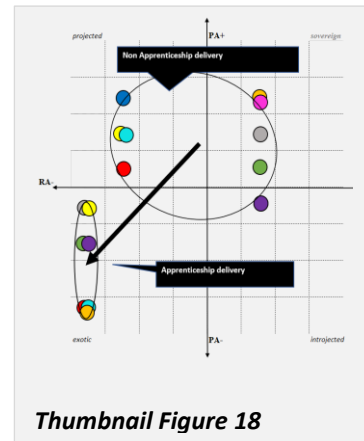 projected PA+ sovereign
Non Apprenticeship delivery
RA-
Apprenticeship delivery
exotic PA- introjected
Thumbnail Figure 18